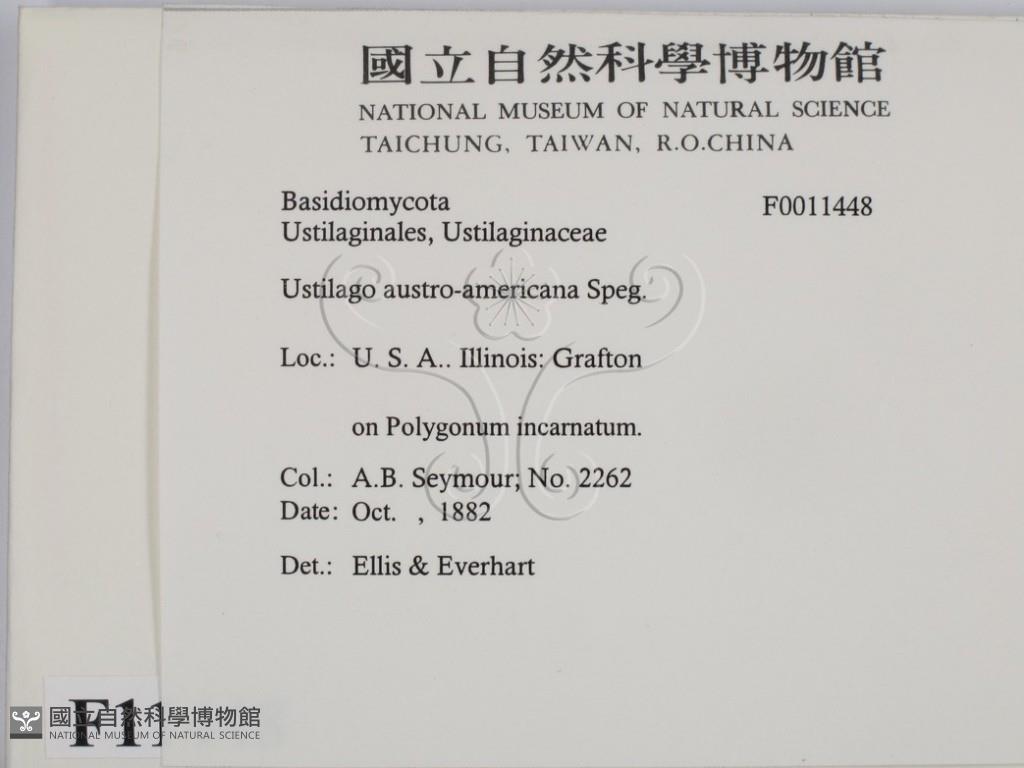 國立自然科學博物館
NATIONAL MUSEUM OF NATURAL SCIENCE
TAICHUNG, TAIWAN, R.O.CHINA
Basidiomycota F0011448
Ustilaginales, Ustilaginaceae
Ustilago austro-americana Speg.
Loc.: U. S. A.. Illinois: Grafton
on Polygonum incarnatum.
Col.: A.B. Seymour; No. 2262
Date: Oct. , 1882
Det.: Ellis & Everhart
國立自然科學博物館
NATIONAL MUSEUM OF NATURAL SCIENCE